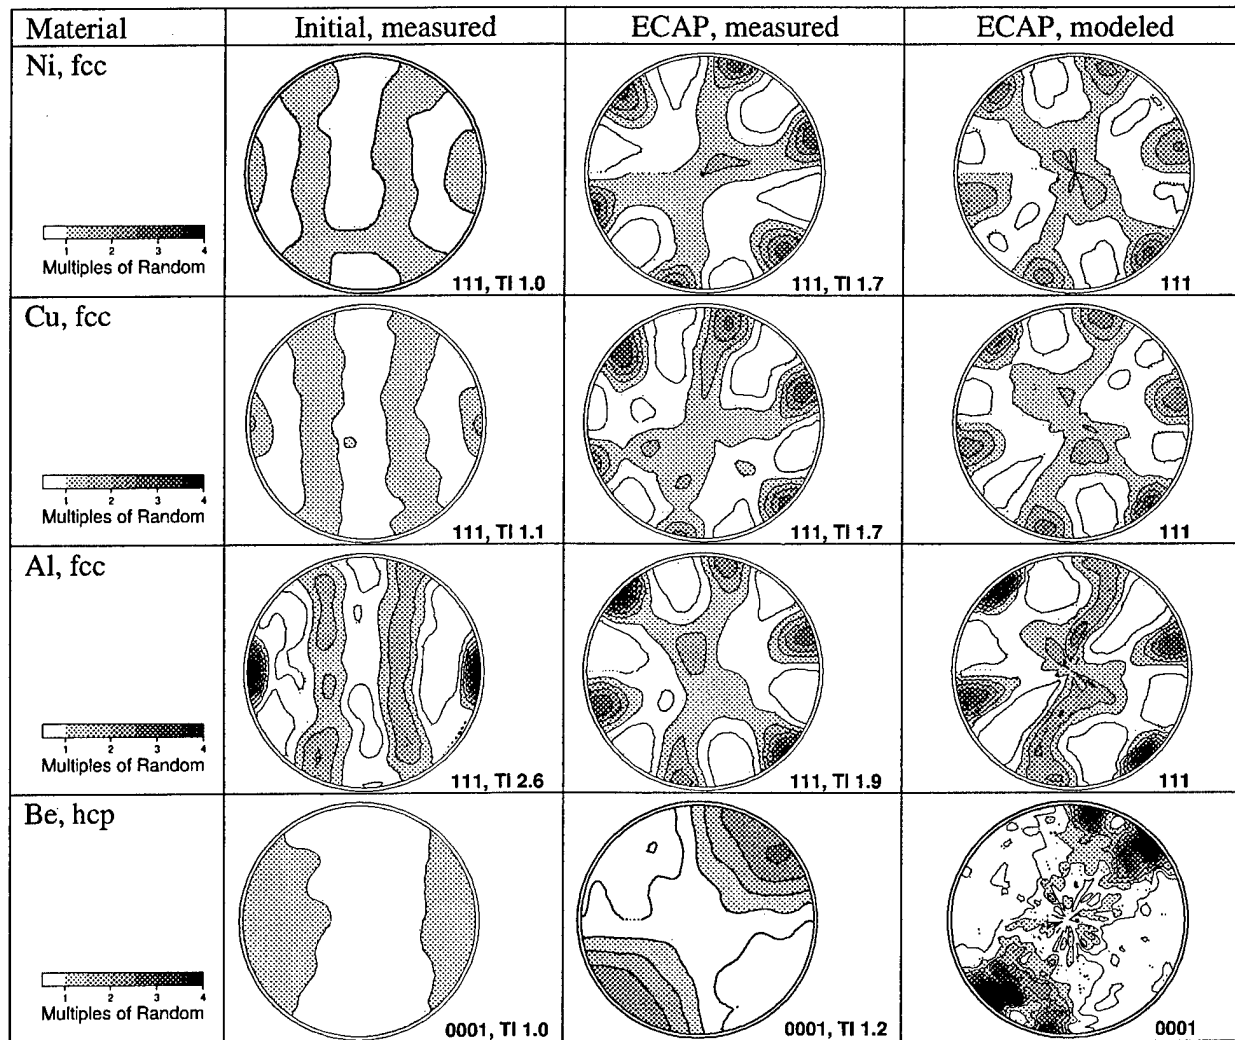 Material Initial, measured ECAP, measured ECAP, modeled
Ni, fcc
1 2 3 4
Multiples of Random
111, TI 1.0 111, TI 1.7 111
Cu, fcc
1 2 3 4
Multiples of Random
111, TI 1.1 111, TI 1.7 111
Al, fcc
1 2 3 4
Multiples of Random
111, TI 2.6 111, TI 1.9 111
Be, hcp
1 2 3 4
Multiples of Random
0001, TI 1.0 0001, TI 1.2 0001